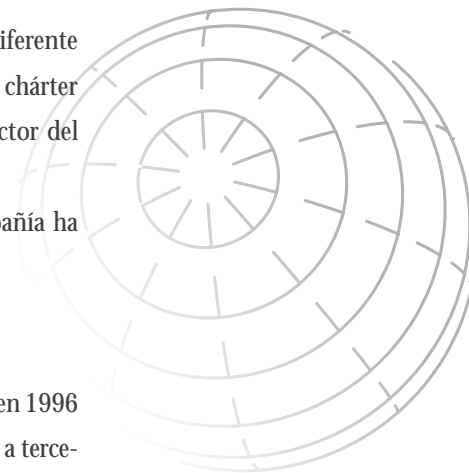 iferente
chárter
ctor del
pañía ha
en 1996
a terce-